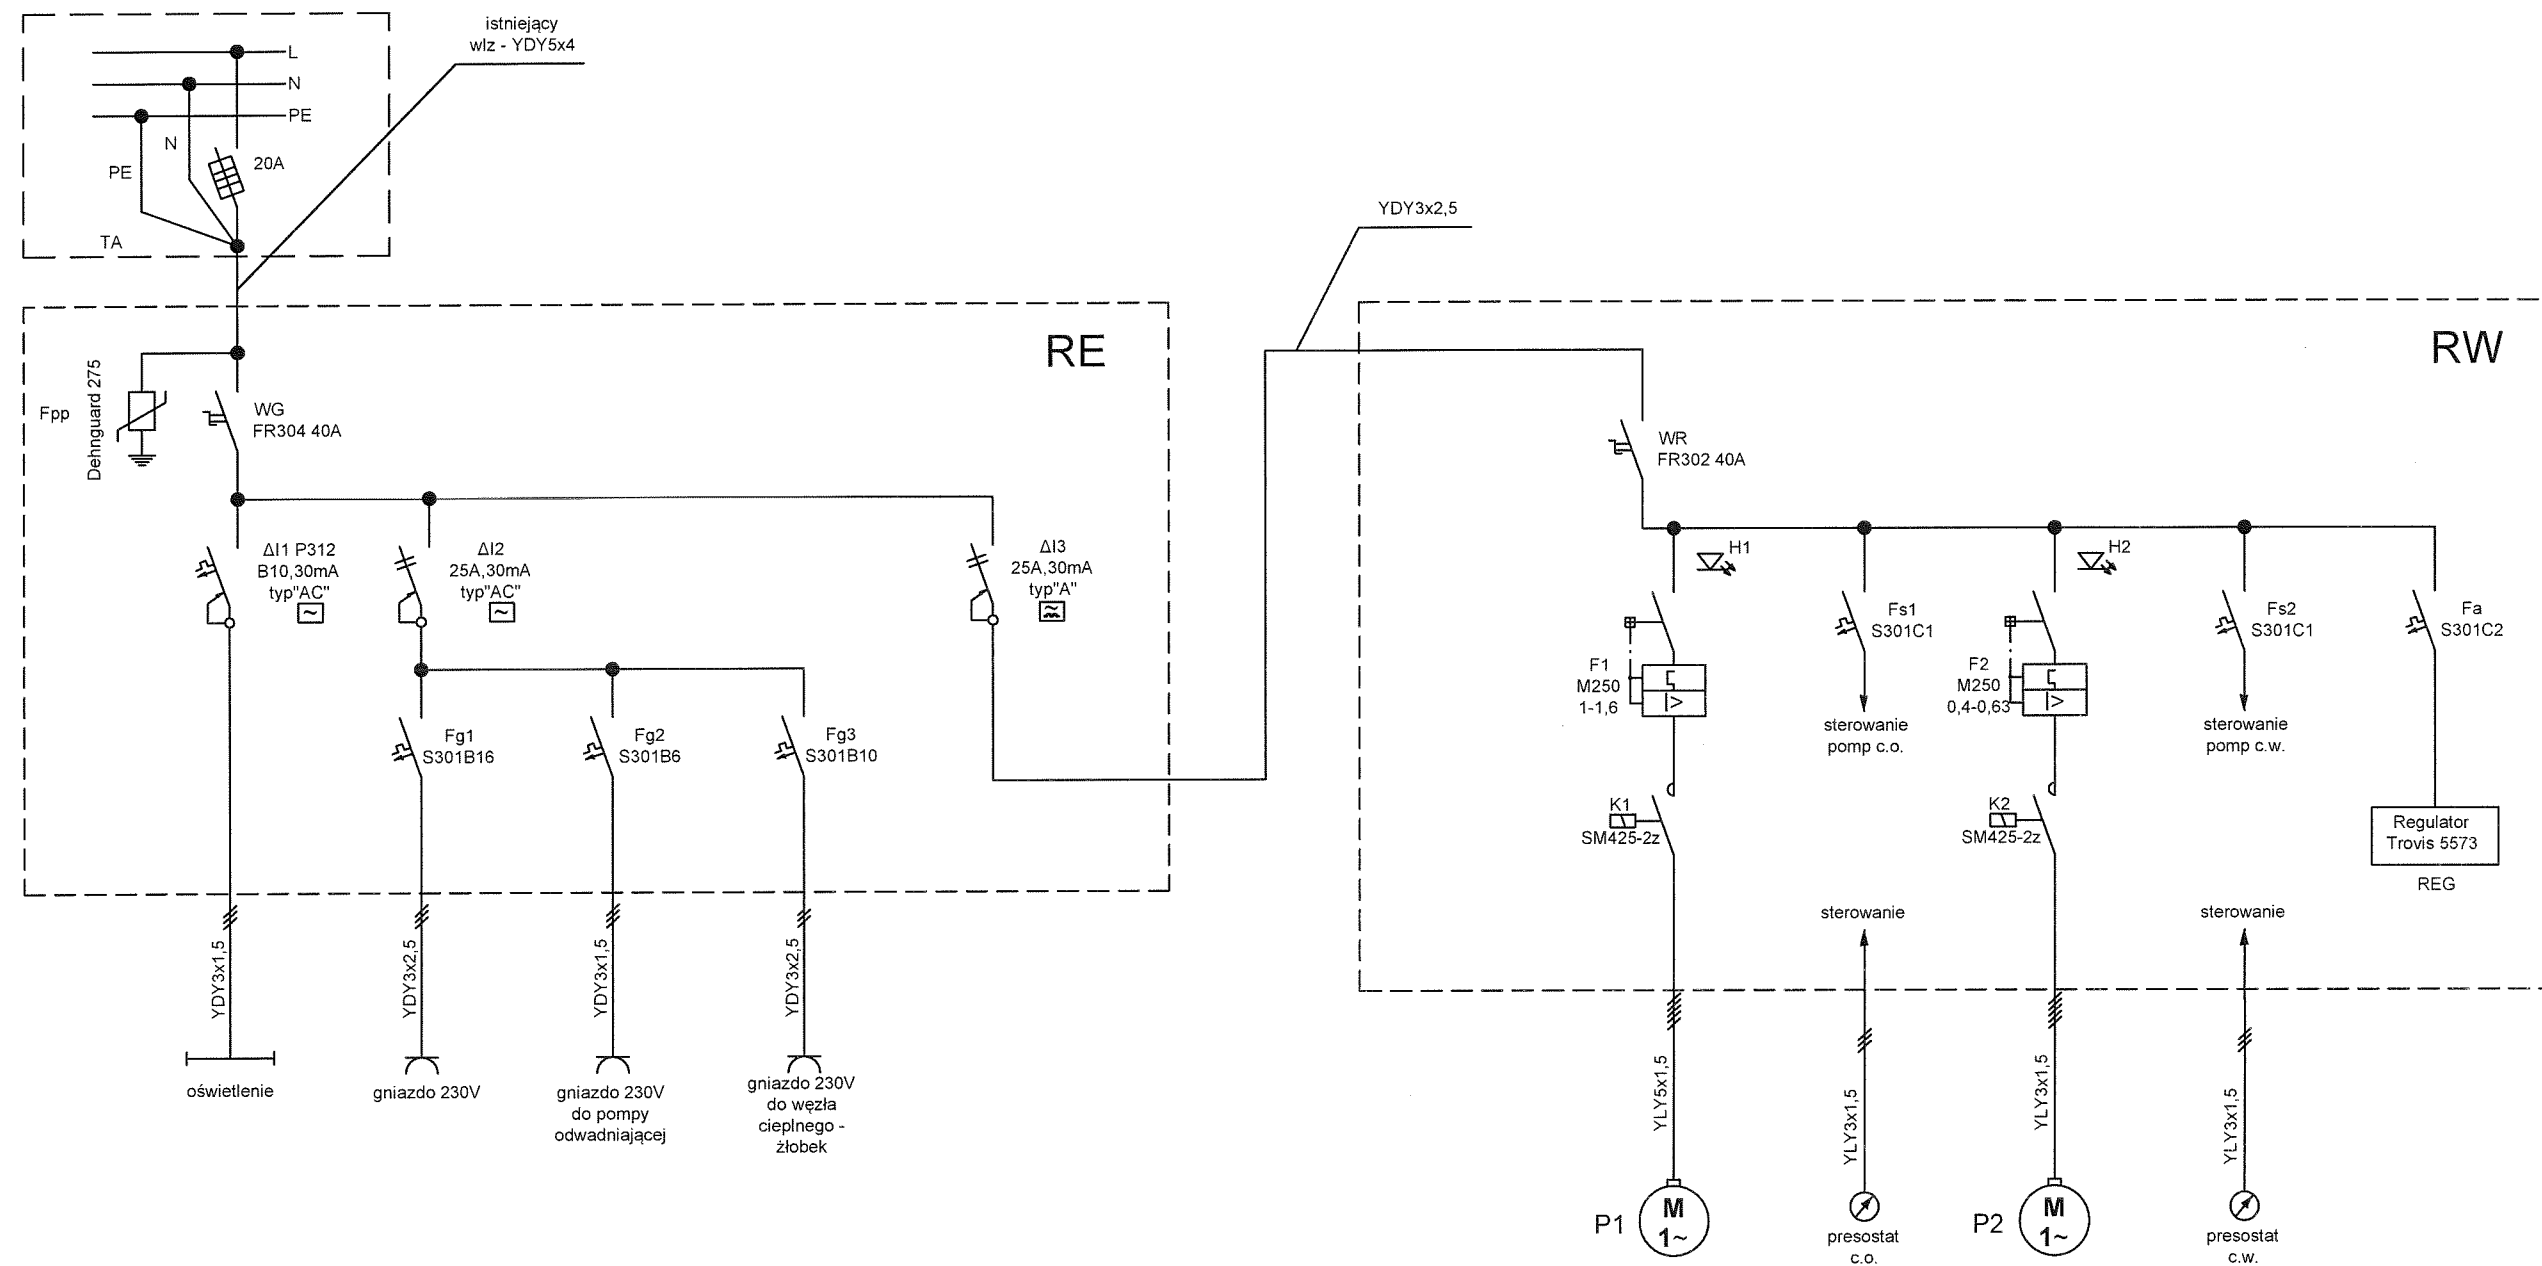 istniejący
wlz - YDY5x4
L
N
PE
N
PE
20A
TA
YDY3x2,5
RE
RW
Fpp
Dehnguard 275
WG
FR304 40A
WR
FR302 40A
ΔI1 P312
B10,30mA
typ"AC"
~
ΔI2
25A,30mA
typ"AC"
~
ΔI3
25A,30mA
typ"A"
H1
H2
F1
M250
1-1,6
Fs1
S301C1
F2
M250
0,4-0,63
Fs2
S301C1
Fa
S301C2
sterowanie
pomp c.o.
sterowanie
pomp c.w.
Fg1
S301B16
Fg2
S301B6
Fg3
S301B10
K1
SM425-2z
K2
SM425-2z
Regulator
Trovis 5573
REG
sterowanie
sterowanie
YDY3x1,5
YDY3x2,5
YDY3x1,5
YDY3x2,5
YLY5x1,5
YLY3x1,5
YLY3x1,5
YLY3x1,5
oświetlenie
gniazdo 230V
gniazdo 230V
do pompy
odwadniającej
gniazdo 230V
do węzła
cieplnego -
żłobek
P1
M
1~
presostat
c.o.
P2
M
1~
presostat
c.w.